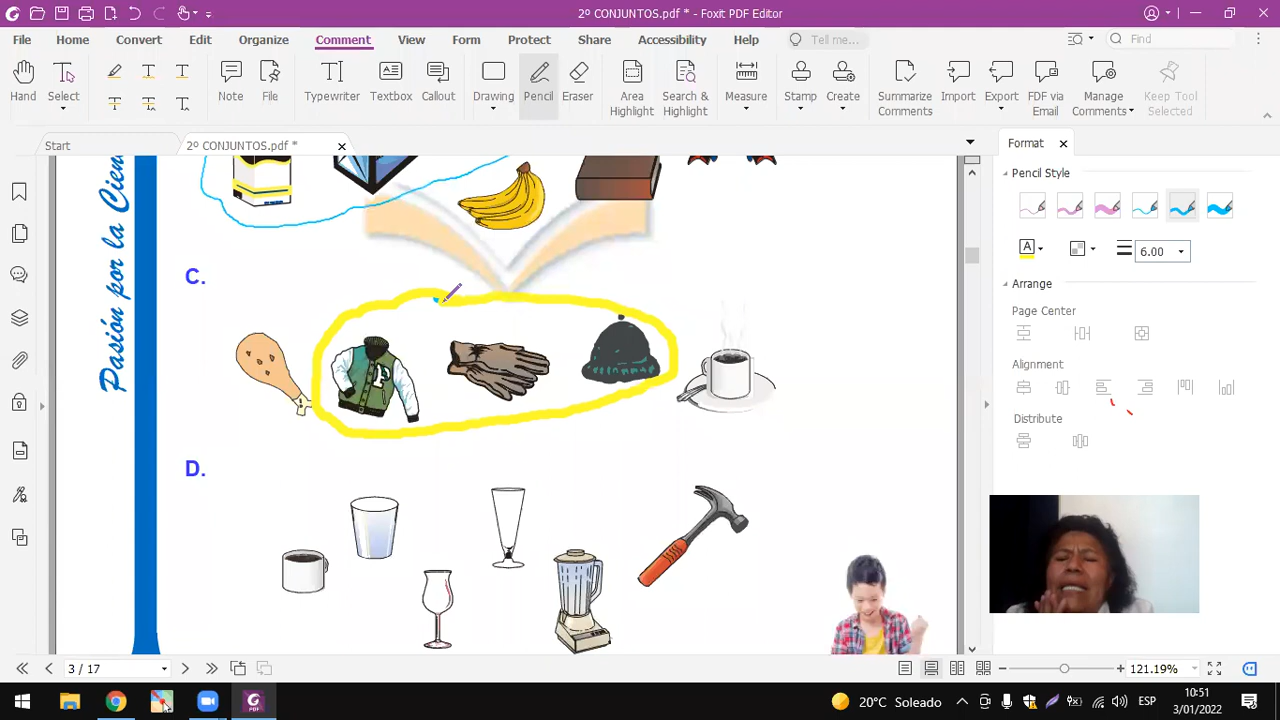 2º CONJUNTOS.pdf * - Foxit PDF Editor
File Home Convert Edit Organize Comment View Form Protect Share Accessibility Help Tell me... Find
Hand Select Note File Typewriter Textbox Callout Drawing Pencil Eraser Area Highlight Search & Highlight Measure Stamp Create Summarize Comments Import Export PDF via Email Manage Comments Keep Tool Selected
Start 2º CONJUNTOS.pdf *
Format
Pencil Style
6.00
Arrange
Page Center
Alignment
Distribute
Pasión por la Cien
C.
P
D.
3 / 17
121.19%
20°C Soleado
ESP
10:51
3/01/2022